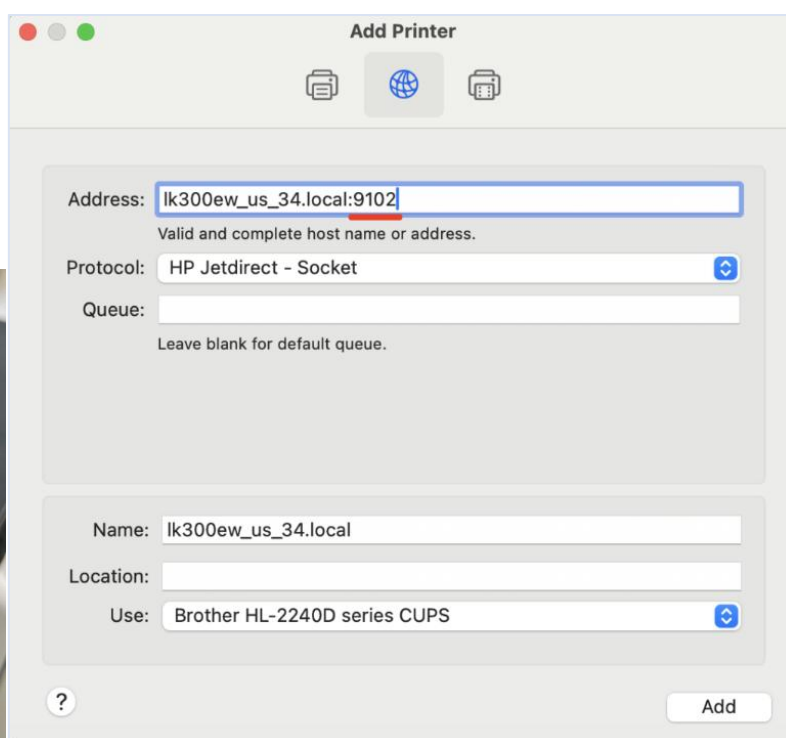 Add Printer
Address: lk300ew_us_34.local:9102
Valid and complete host name or address.
Protocol: HP Jetdirect - Socket
Queue:
Leave blank for default queue.
Name: lk300ew_us_34.local
Location:
Use: Brother HL-2240D series CUPS
? Add